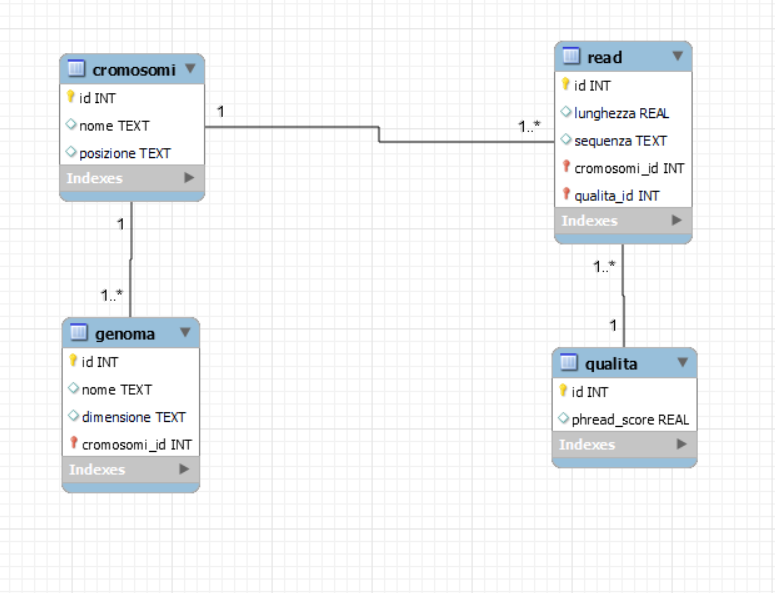 cromosomi
id INT
nome TEXT
posizione TEXT
Indexes
1
1..*
read
id INT
lunghezza REAL
sequenza TEXT
cromosomi_id INT
qualita_id INT
Indexes
1
1..*
genoma
id INT
nome TEXT
dimensione TEXT
cromosomi_id INT
Indexes
1..*
1
qualita
id INT
phread_score REAL
Indexes